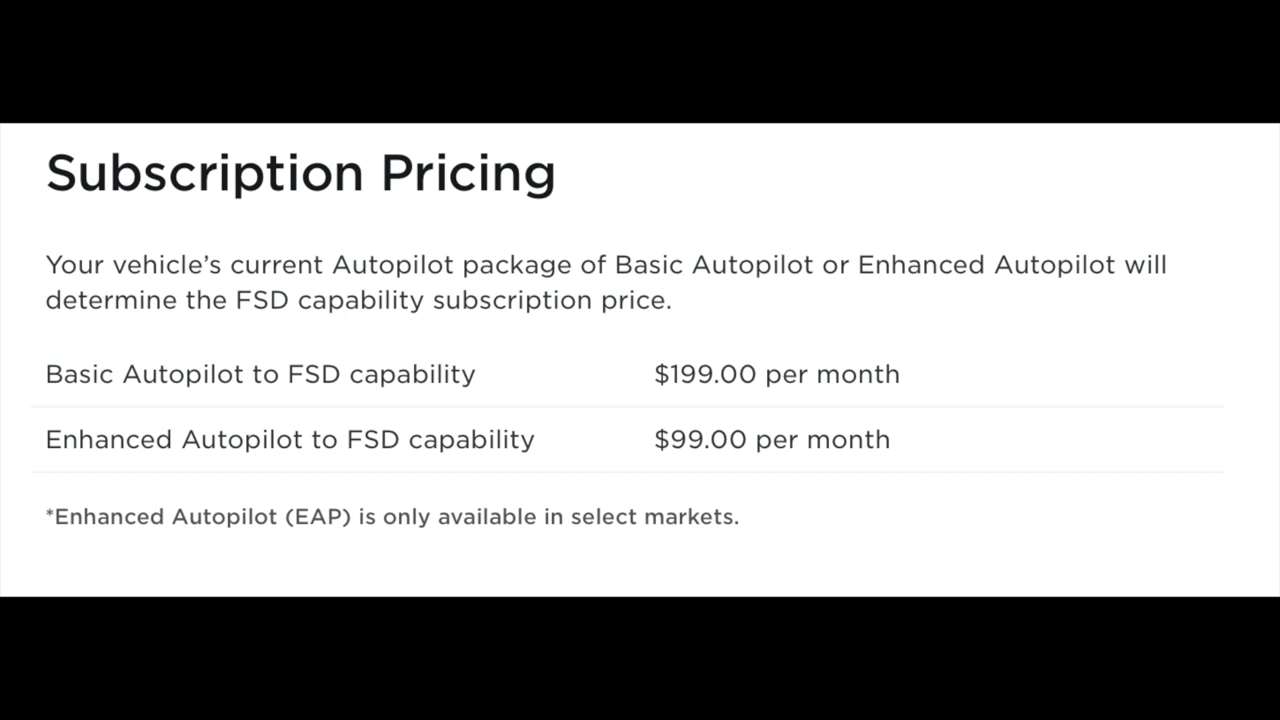 Subscription Pricing
Your vehicle’s current Autopilot package of Basic Autopilot or Enhanced Autopilot will
determine the FSD capability subscription price.
Basic Autopilot to FSD capability $199.00 per month
Enhanced Autopilot to FSD capability $99.00 per month
*Enhanced Autopilot (EAP) is only available in select markets.